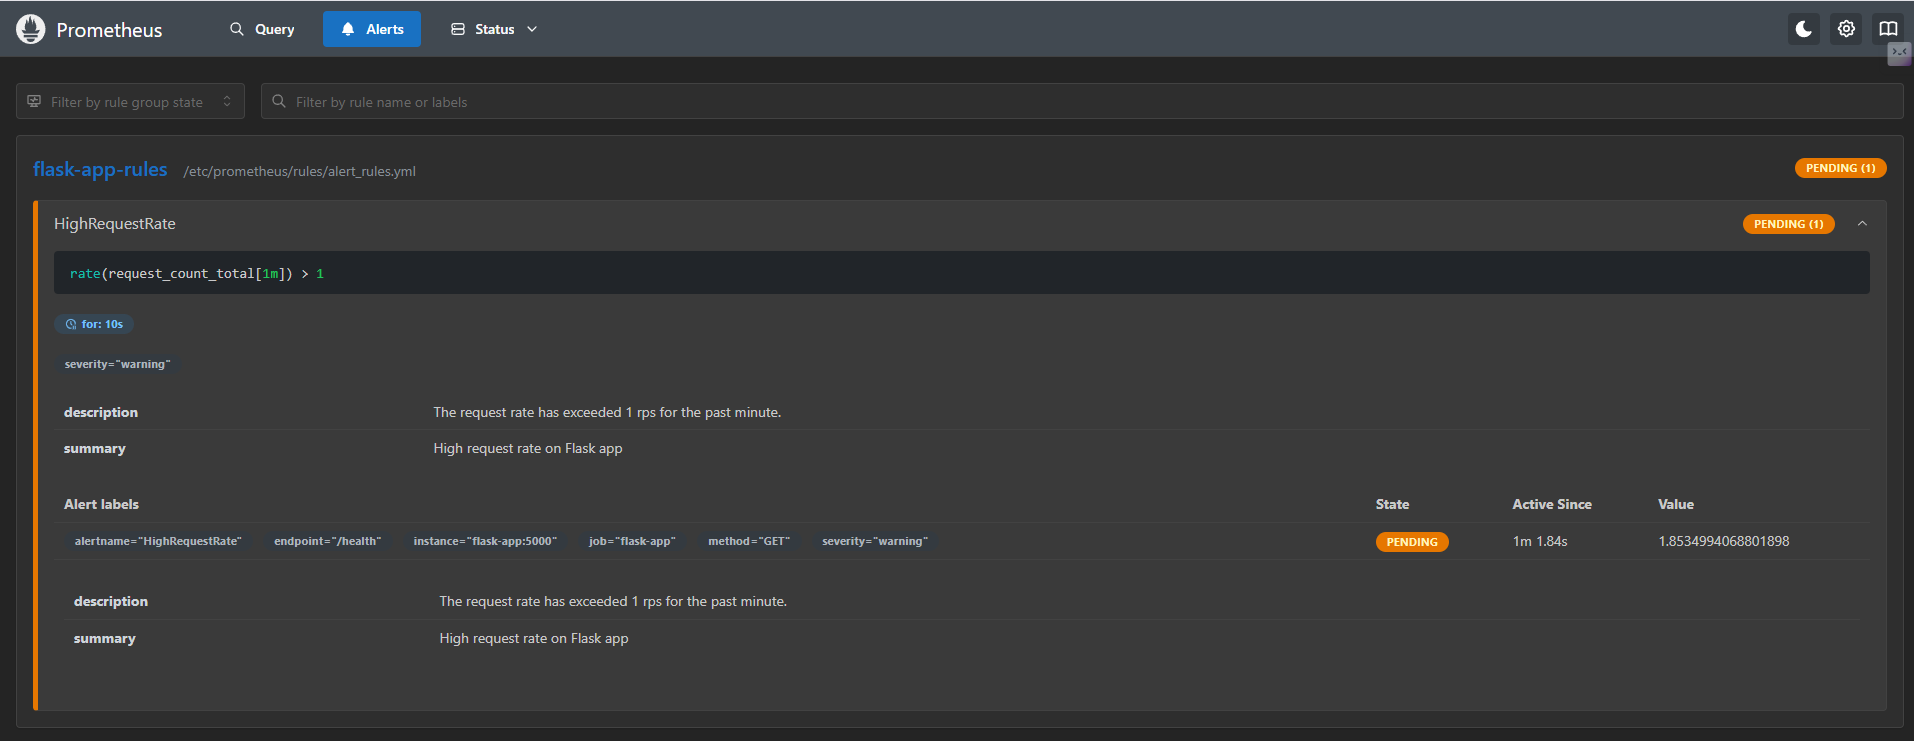 Prometheus Query Alerts Status
Filter by rule group state Filter by rule name or labels
flask-app-rules /etc/prometheus/rules/alert_rules.yml PENDING (1)
HighRequestRate PENDING (1)
rate(request_count_total[1m]) > 1
for: 10s
severity="warning"
description The request rate has exceeded 1 rps for the past minute.
summary High request rate on Flask app
Alert labels State Active Since Value
alertname="HighRequestRate" endpoint="/health" instance="flask-app:5000" job="flask-app" method="GET" severity="warning" PENDING 1m 1.84s 1.8534994068801898
description The request rate has exceeded 1 rps for the past minute.
summary High request rate on Flask app